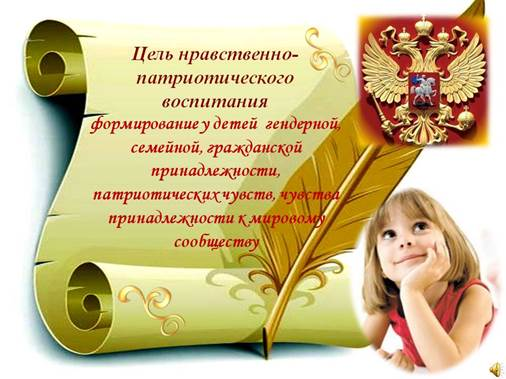 Цель нравственно-
патриотического
воспитания
формирование у детей гендерной,
семейной, гражданской
принадлежности,
патриотических чувств, чувства
принадлежности к мировому
сообществу